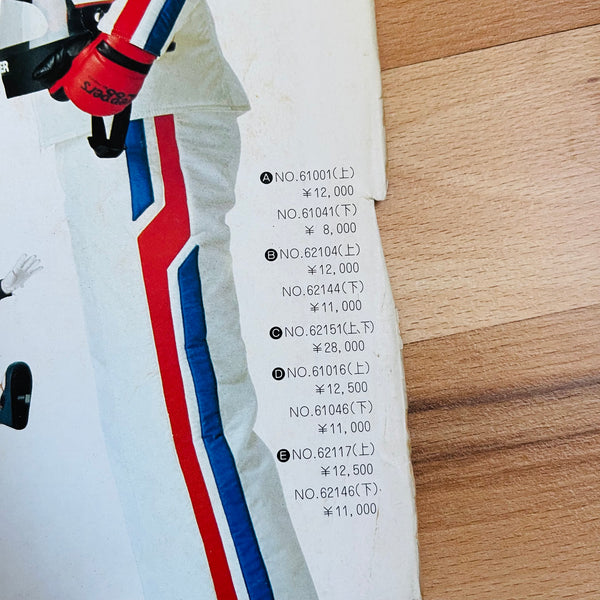 ER
eppers
ⒶNO.61001(上)
¥12,000
NO.61041(下)
¥ 8,000
ⒷNO.62104(上)
¥12,000
NO.62144(下)
¥11,000
ⒸNO.62151(上、下)
¥28,000
ⒹNO.61016(上)
¥12,500
NO.61046(下)
¥11,000
ⒺNO.62117(上)
¥12,500
NO.62146(下)
¥11,000